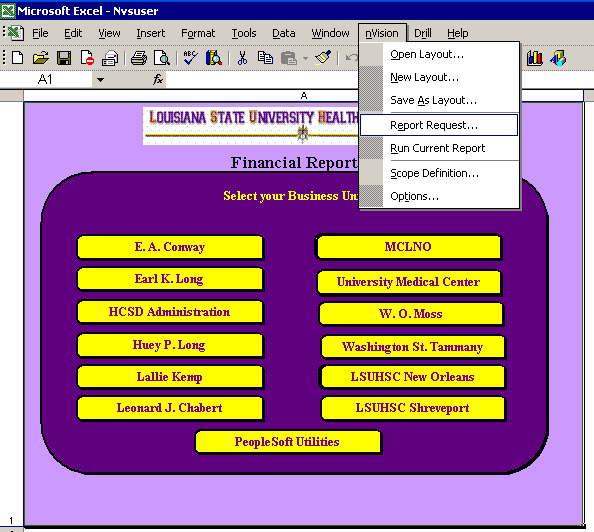 Microsoft Excel - Nvsuser
File Edit View Insert Format Tools Data Window nVision Drill Help
A1 fx
Open Layout...
New Layout...
Save As Layout...
Report Request...
Run Current Report
Scope Definition...
Options...
A
LOUISIANA STATE UNIVERSITY HEALTH
Financial Report
Select your Business Un
E. A. Conway MCLNO
Earl K. Long University Medical Center
HCSD Administration W. O. Moss
Huey P. Long Washington St. Tammany
Lallie Kemp LSUHSC New Orleans
Leonard J. Chabert LSUHSC Shreveport
PeopleSoft Utilities
1